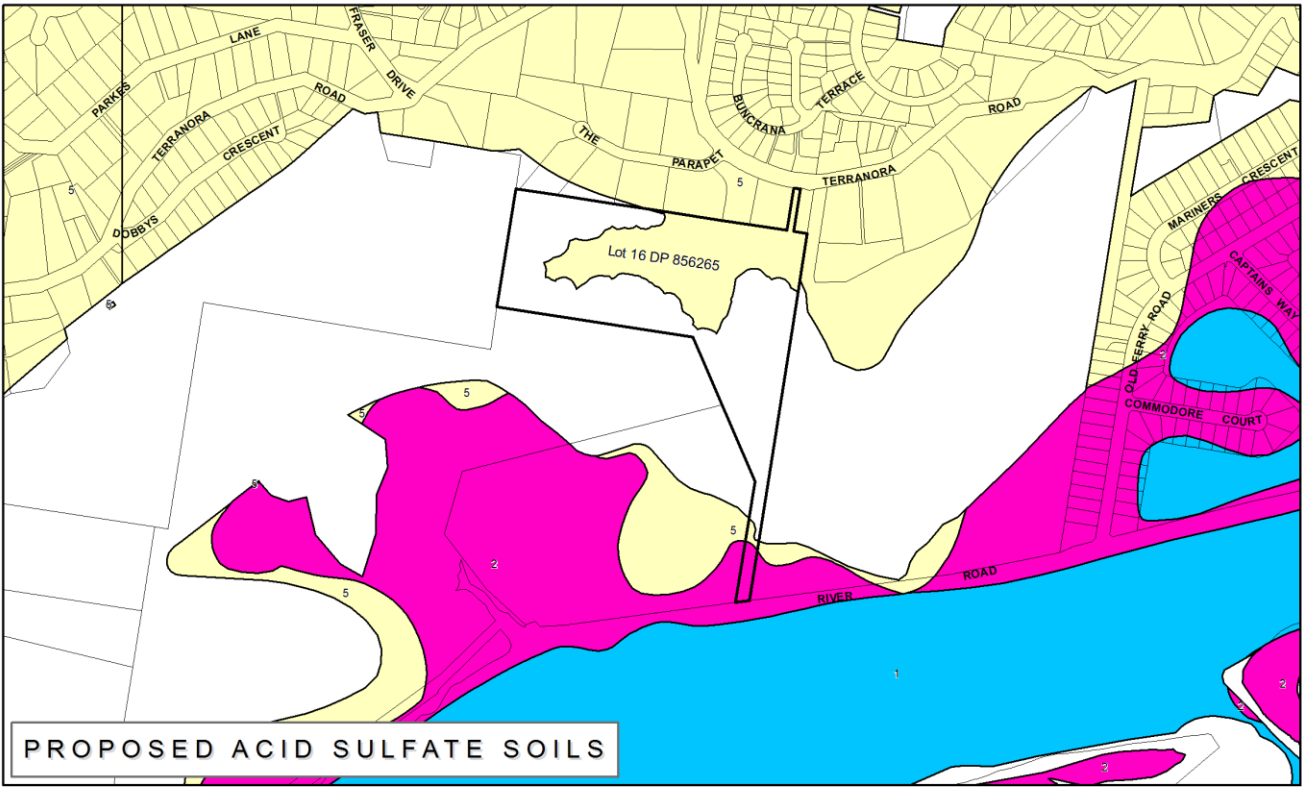 LANE
FRASER
DRIVE
PARKES
ROAD
TERRANORA
CRESCENT
DOBBYS
5
5
BUNCRANA
TERRACE
ROAD
THE
PARAPET
TERRANORA
5
MARINERS
CRESCENT
Lot 16 DP 856265
CAPTAINS WAY
OLD FERRY ROAD
2
COMMODORE COURT
5
5
5
5
2
5
RIVER
ROAD
1
2
2
2
PROPOSED ACID SULFATE SOILS